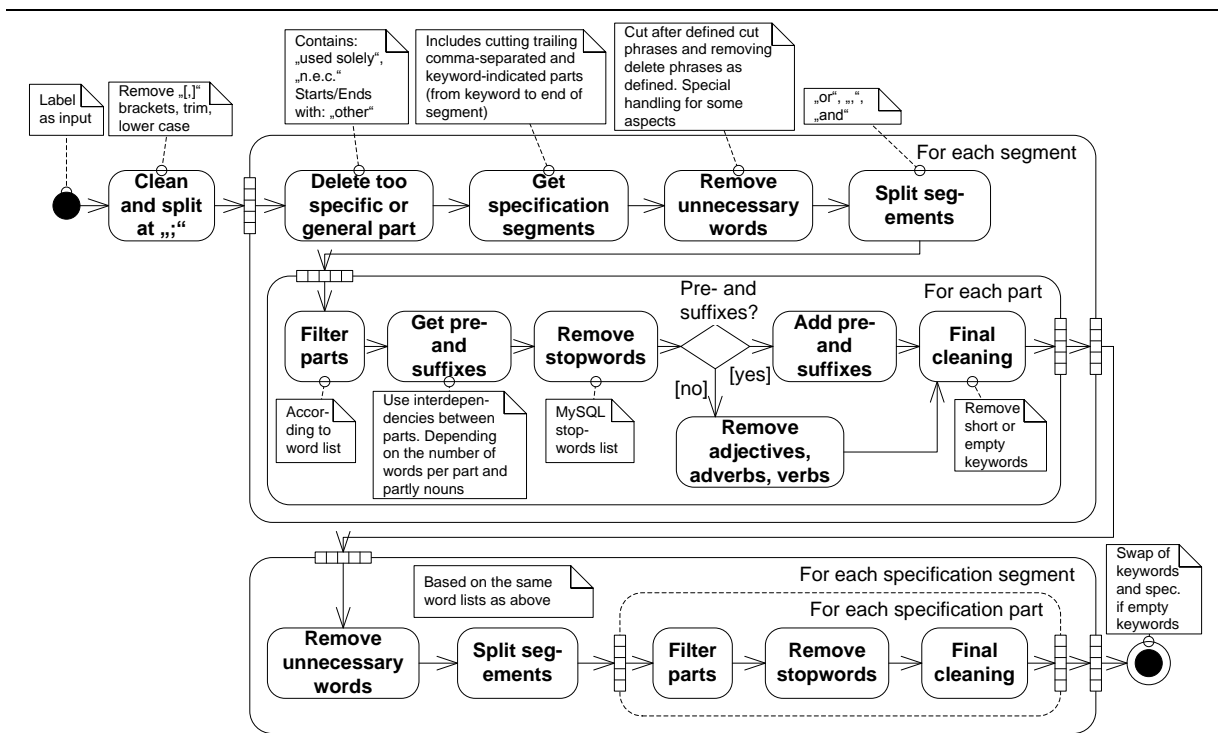 Label
as input
Remove „[,]“
brackets, trim,
lower case
Contains:
„used solely“,
„n.e.c.“
Starts/Ends
with: „other“
Includes cutting trailing
comma-separated and
keyword-indicated parts
(from keyword to end of
segment)
Cut after defined cut
phrases and removing
delete phrases as
defined. Special
handling for some
aspects
„or“, „,“,
„and“
For each segment
Clean
and split
at „;“
Delete too
specific or
general part
Get
specification
segments
Remove
unnecessary
words
Split seg-
ements
For each part
Pre- and
suffixes?
Filter
parts
Get pre-
and
suffixes
Remove
stopwords
Add pre-
and
suffixes
Final
cleaning
[yes]
[no]
Accor-
ding to
word list
Use interdepen-
dencies between
parts. Depending
on the number of
words per part and
partly nouns
MySQL
stop-
words list
Remove
adjectives,
adverbs, verbs
Remove
short or
empty
keywords
For each specification segment
For each specification part
Based on the same
word lists as above
Swap of
keywords
and spec.
if empty
keywords
Remove
unnecessary
words
Split seg-
ements
Filter
parts
Remove
stopwords
Final
cleaning